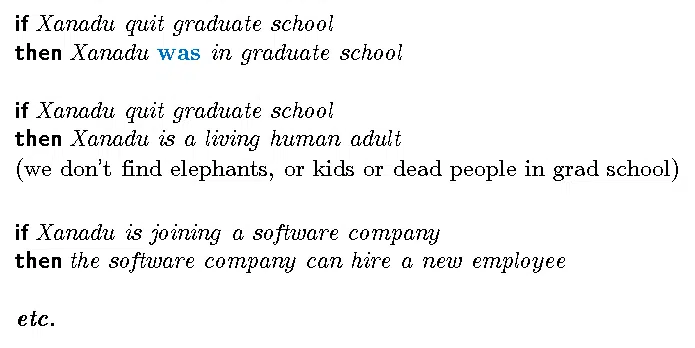 if Xanadu quit graduate school
then Xanadu was in graduate school
if Xanadu quit graduate school
then Xanadu is a living human adult
(we don't find elephants, or kids or dead people in grad school)
if Xanadu is joining a software company
then the software company can hire a new employee
etc.